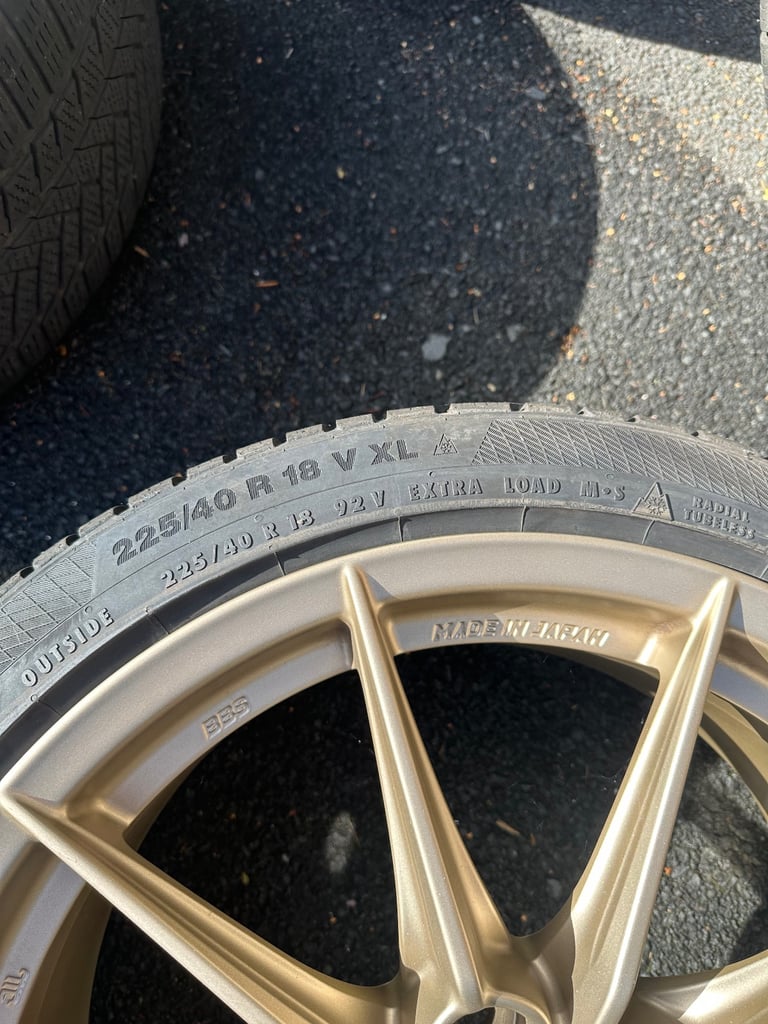 225/40 R 18 V XL
225/40 R 18 92 V EXTRA LOAD M•S
RADIAL
TUBELESS
OUTSIDE
MADE IN JAPAN
BBS